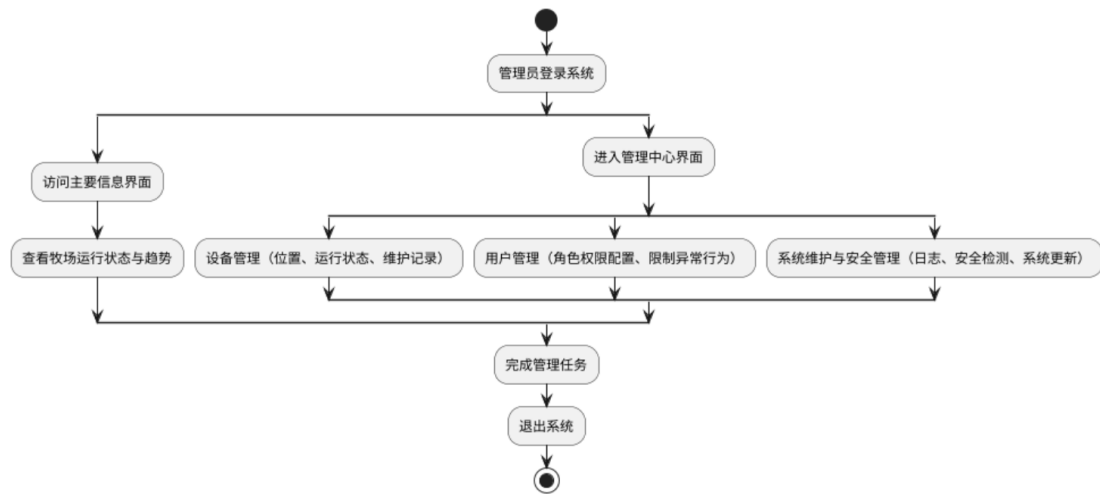 管理员登录系统
进入管理中心界面
访问主要信息界面
查看牧场运行状态与趋势
设备管理（位置、运行状态、维护记录）
用户管理（角色权限配置、限制异常行为）
系统维护与安全管理（日志、安全检测、系统更新）
完成管理任务
退出系统